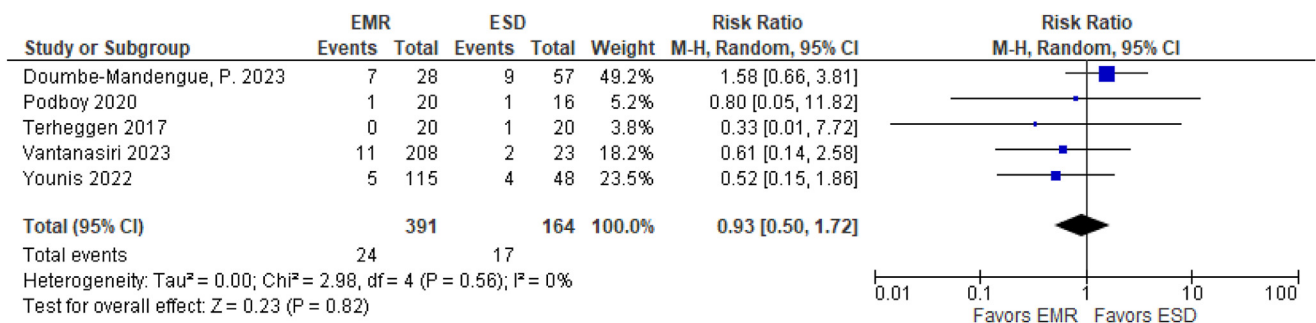 EMR ESD Risk Ratio Risk Ratio
Study or Subgroup Events Total Events Total Weight M-H, Random, 95% CI M-H, Random, 95% CI
Doumbe-Mandengue, P. 2023 7 28 9 57 49.2% 1.58 [0.66, 3.81]
Podboy 2020 1 20 1 16 5.2% 0.80 [0.05, 11.82]
Terheggen 2017 0 20 1 20 3.8% 0.33 [0.01, 7.72]
Vantanasiri 2023 11 208 2 23 18.2% 0.61 [0.14, 2.58]
Younis 2022 5 115 4 48 23.5% 0.52 [0.15, 1.86]
Total (95% CI) 391 164 100.0% 0.93 [0.50, 1.72]
Total events 24 17
Heterogeneity: Tau² = 0.00; Chi² = 2.98, df = 4 (P = 0.56); I² = 0%
Test for overall effect: Z = 0.23 (P = 0.82)
0.01 0.1 1 10 100
Favors EMR Favors ESD